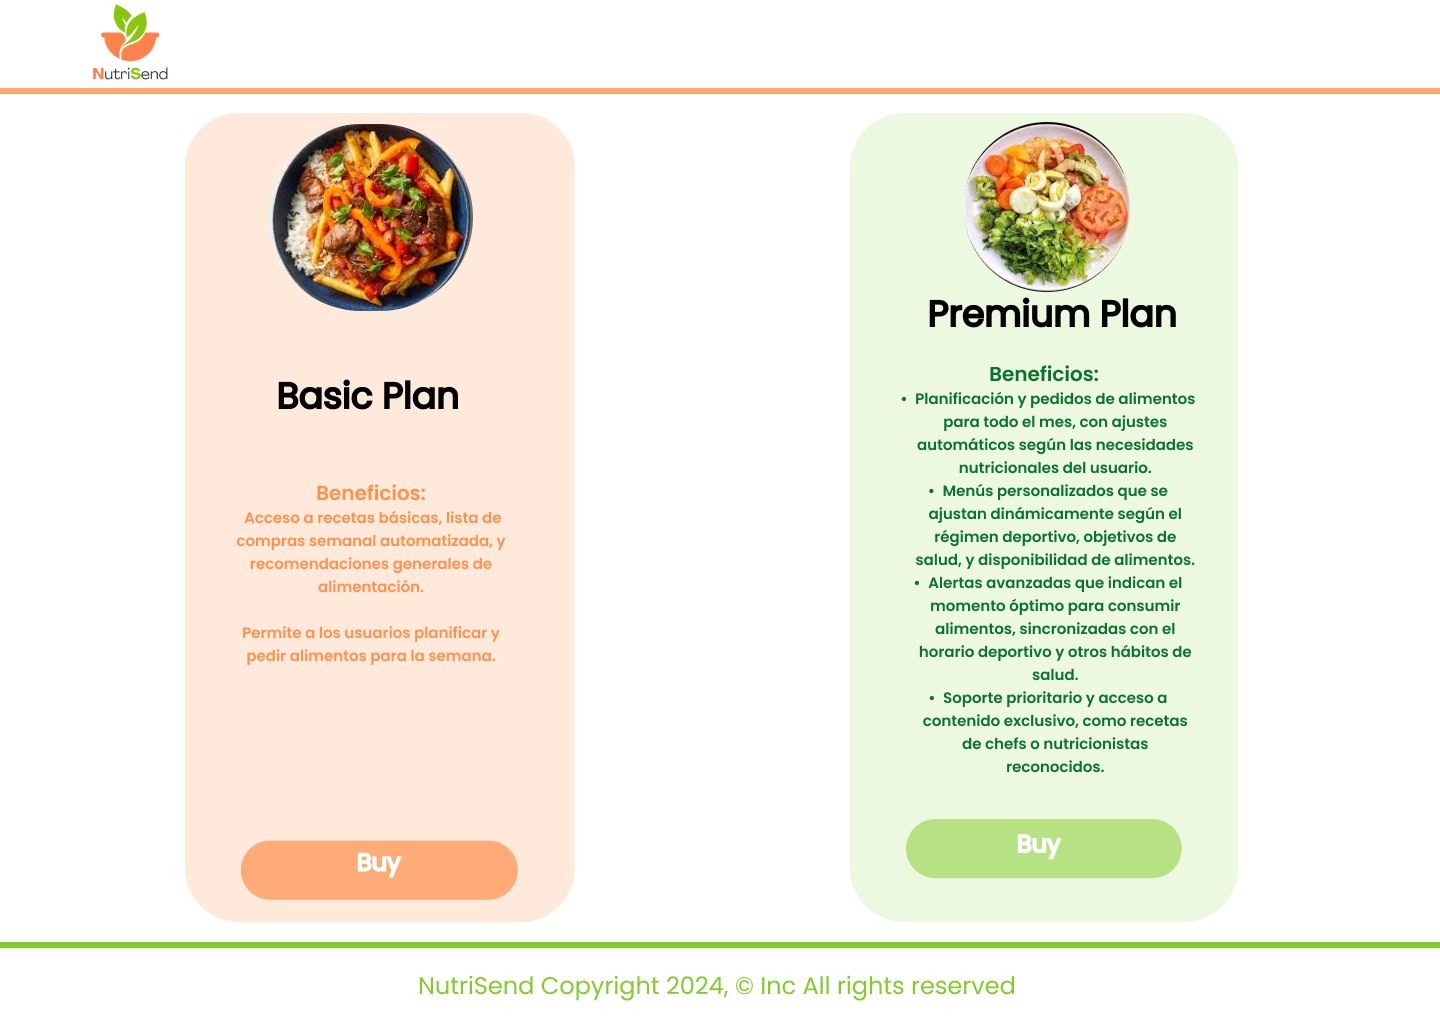 NutriSend
Basic Plan
Beneficios:
Acceso a recetas básicas, lista de
compras semanal automatizada, y
recomendaciones generales de
alimentación.
Permite a los usuarios planificar y
pedir alimentos para la semana.
Buy
Premium Plan
Beneficios:
• Planificación y pedidos de alimentos
para todo el mes, con ajustes
automáticos según las necesidades
nutricionales del usuario.
• Menús personalizados que se
ajustan dinámicamente según el
régimen deportivo, objetivos de
salud, y disponibilidad de alimentos.
• Alertas avanzadas que indican el
momento óptimo para consumir
alimentos, sincronizadas con el
horario deportivo y otros hábitos de
salud.
• Soporte prioritario y acceso a
contenido exclusivo, como recetas
de chefs o nutricionistas
reconocidos.
Buy
NutriSend Copyright 2024, © Inc All rights reserved